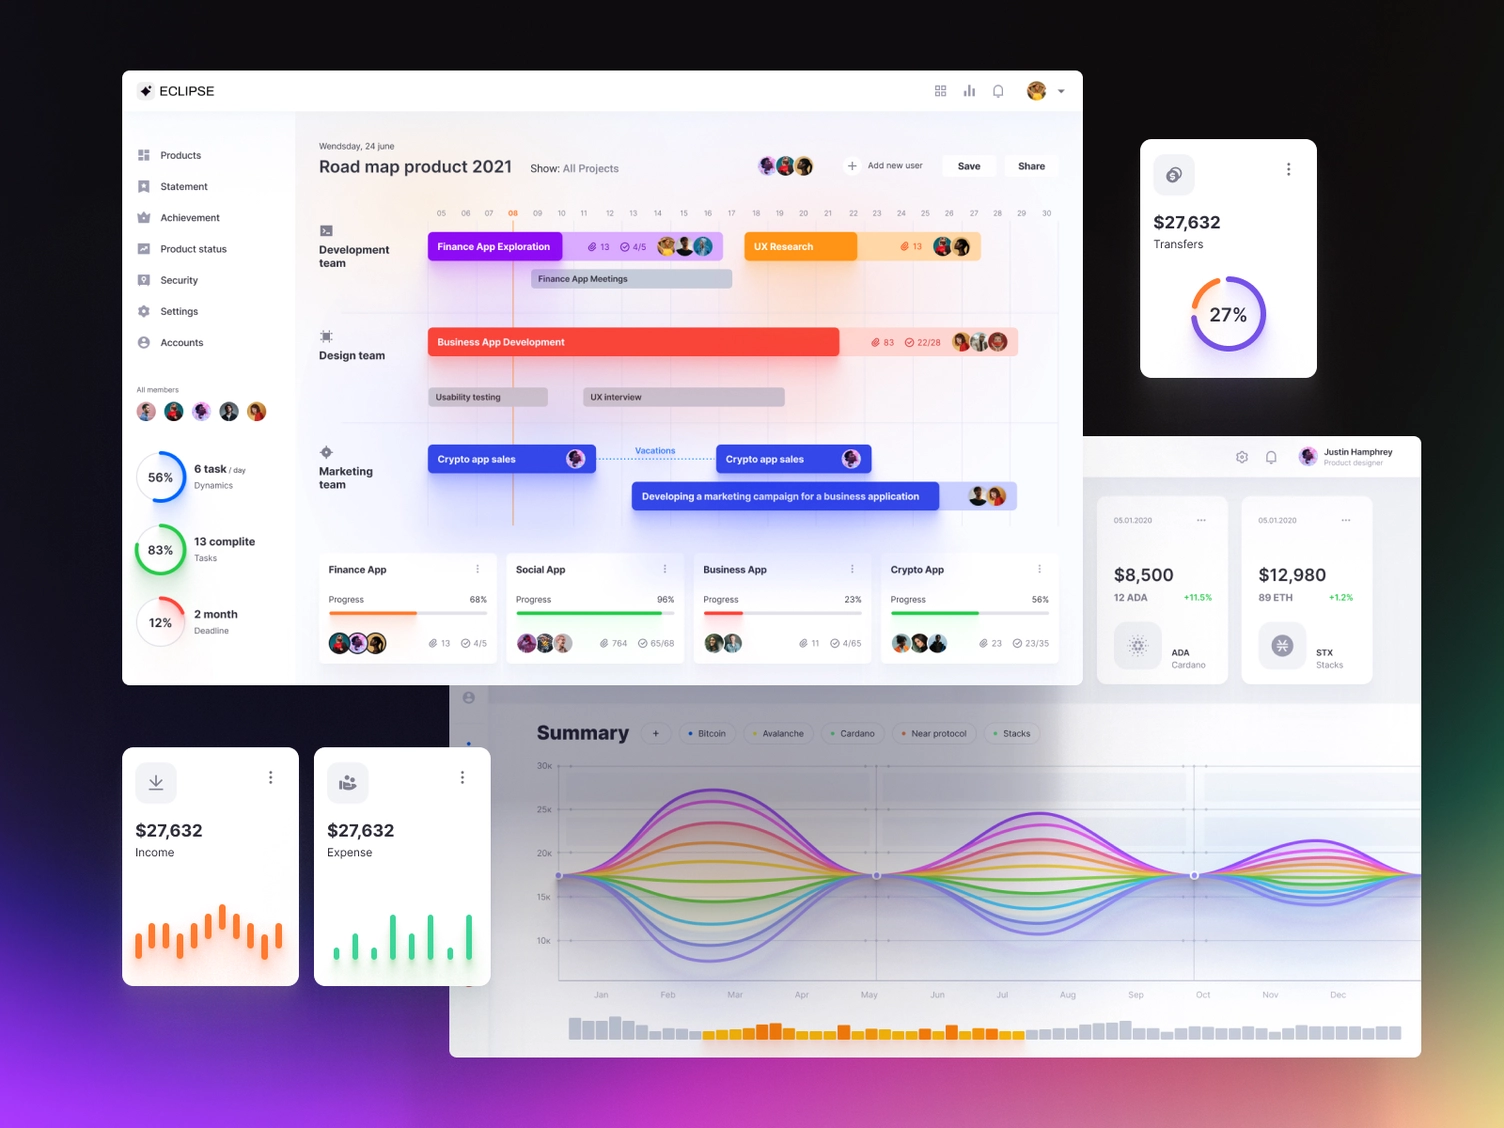 ECLIPSE
Products
Statement
Achievement
Product status
Security
Settings
Accounts
All members
56%
6 task / day
Dynamics
83%
13 complite
Tasks
12%
2 month
Deadline
Wendsday, 24 june
Road map product 2021
Show: All Projects
Add new user
Save
Share
05 06 07 08 09 10 11 12 13 14 15 16 17 18 19 20 21 22 23 24 25 26 27 28 29 30
Development
team
Finance App Exploration
13
4/5
UX Research
13
Finance App Meetings
Design team
Business App Development
83
22/28
Usability testing
UX interview
Marketing
team
Crypto app sales
Vacations
Crypto app sales
Developing a marketing campaign for a business application
Finance App
Progress 68%
13 4/5
Social App
Progress 96%
764 65/68
Business App
Progress 23%
11 4/65
Crypto App
Progress 56%
23 23/35
$27,632
Transfers
27%
Justin Hamphrey
Product designer
05.01.2020
$8,500
12 ADA +11.5%
ADA
Cardano
05.01.2020
$12,980
89 ETH +1.2%
STX
Stacks
$27,632
Income
$27,632
Expense
Summary
+
Bitcoin
Avalanche
Cardano
Near protocol
Stacks
30к
25к
20к
15к
10к
Jan Feb Mar Apr May Jun Jul Aug Sep Oct Nov Dec